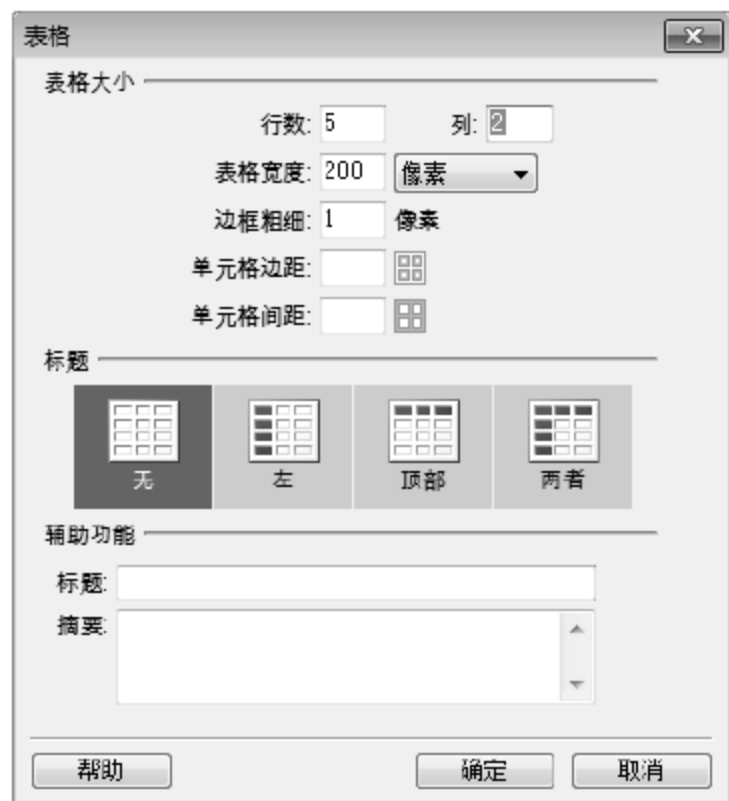 表格
表格大小
行数: 5 列: 2
表格宽度: 200 像素
边框粗细: 1 像素
单元格边距:
单元格间距:
标题
无 左 顶部 两者
辅助功能
标题:
摘要:
帮助 确定 取消